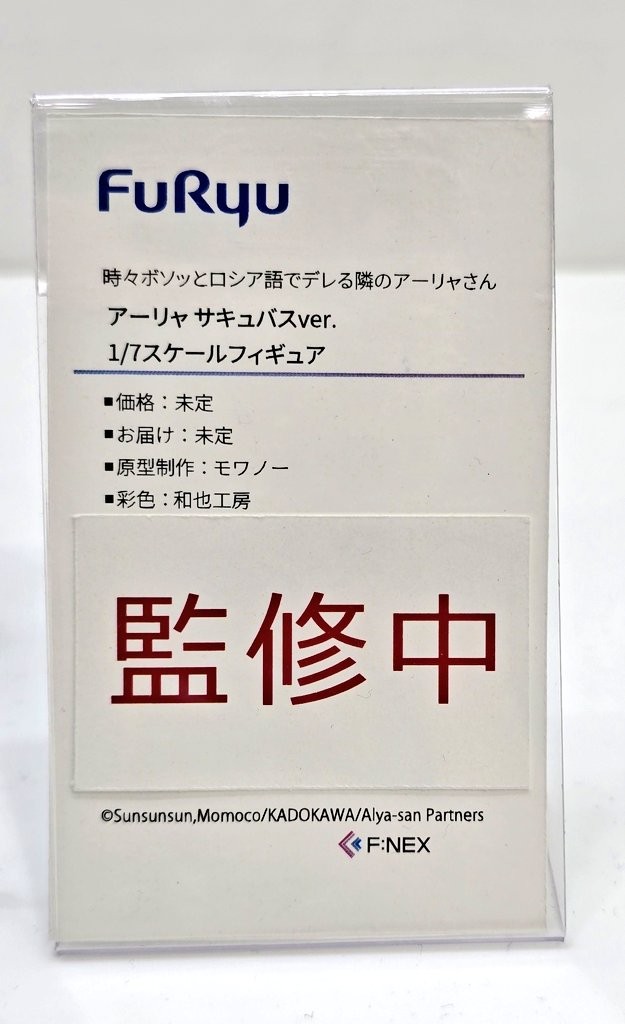 FuRyu
時々ボソッとロシア語でデレる隣のアーリャさん
アーリャ サキュバスver.
1/7スケールフィギュア
■価格：未定
■お届け：未定
■原型制作：モワノー
■彩色：和也工房
監修中
©Sunsunsun,Momoco/KADOKAWA/Alya-san Partners
F:NEX